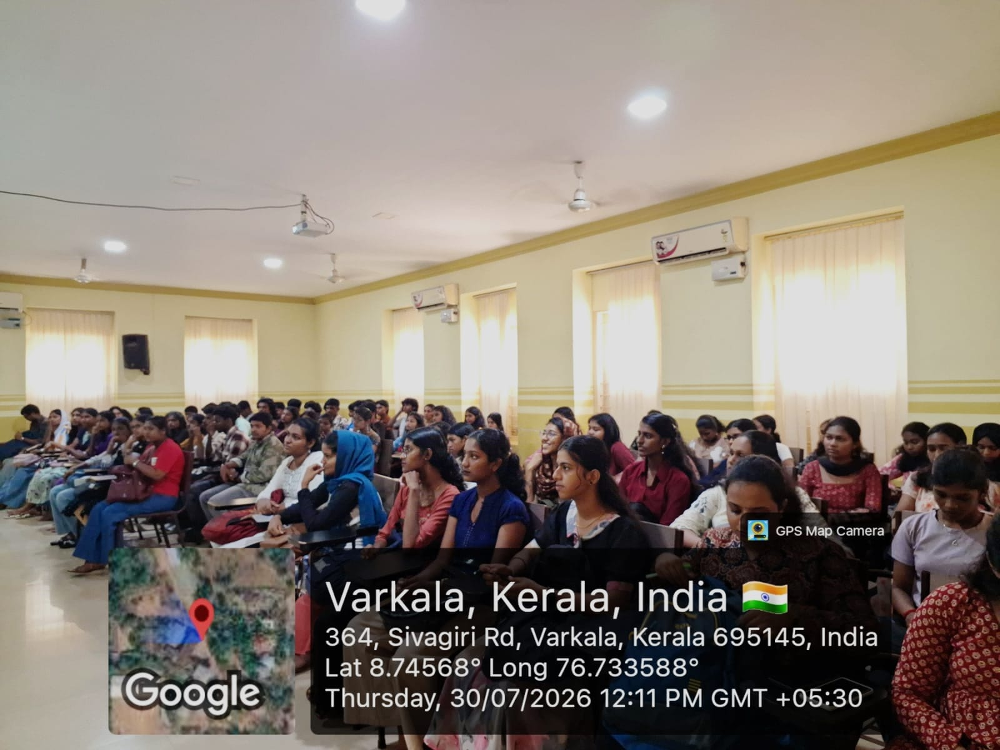 GPS Map Camera
Varkala, Kerala, India 🇮🇳
364, Sivagiri Rd, Varkala, Kerala 695145, India
Lat 8.74568° Long 76.733588°
Thursday, 30/07/2026 12:11 PM GMT +05:30
Google